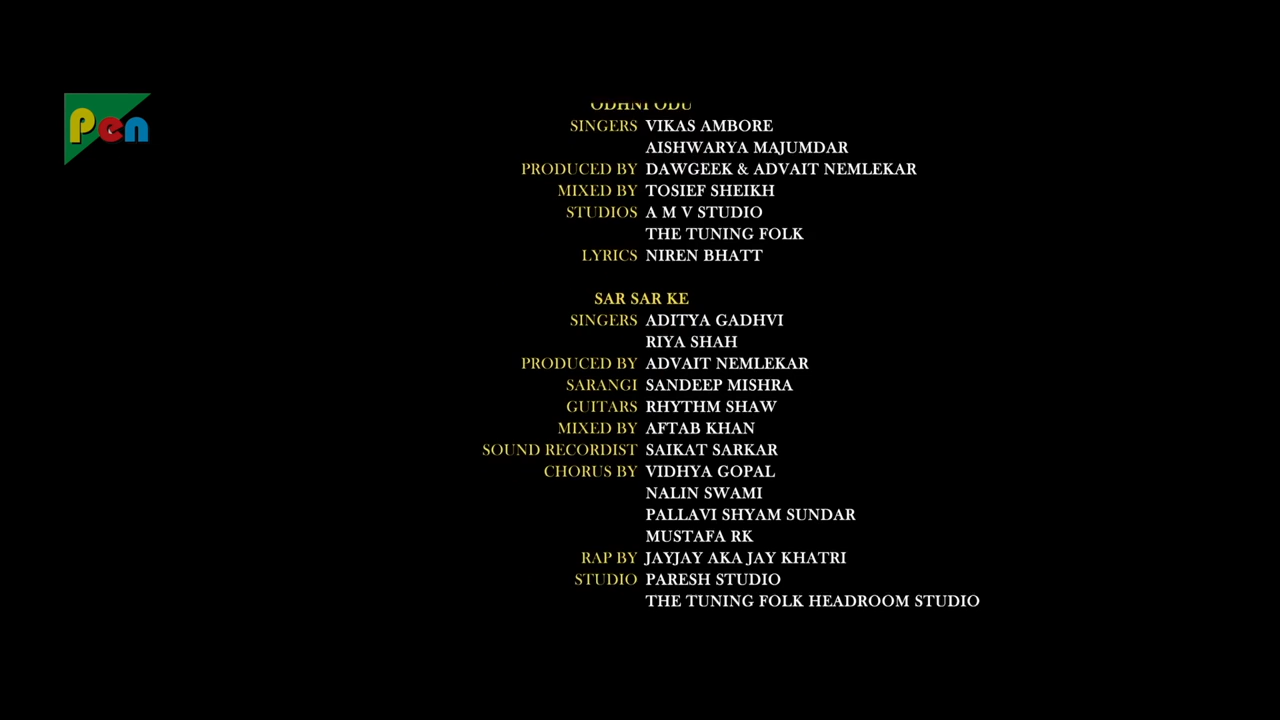 Pen
ODHNI ODU
SINGERS VIKAS AMBORE
AISHWARYA MAJUMDAR
PRODUCED BY DAWGEEK & ADVAIT NEMLEKAR
MIXED BY TOSIEF SHEIKH
STUDIOS A M V STUDIO
THE TUNING FOLK
LYRICS NIREN BHATT
SAR SAR KE
SINGERS ADITYA GADHVI
RIYA SHAH
PRODUCED BY ADVAIT NEMLEKAR
SARANGI SANDEEP MISHRA
GUITARS RHYTHM SHAW
MIXED BY AFTAB KHAN
SOUND RECORDIST SAIKAT SARKAR
CHORUS BY VIDHYA GOPAL
NALIN SWAMI
PALLAVI SHYAM SUNDAR
MUSTAFA RK
RAP BY JAYJAY AKA JAY KHATRI
STUDIO PARESH STUDIO
THE TUNING FOLK HEADROOM STUDIO